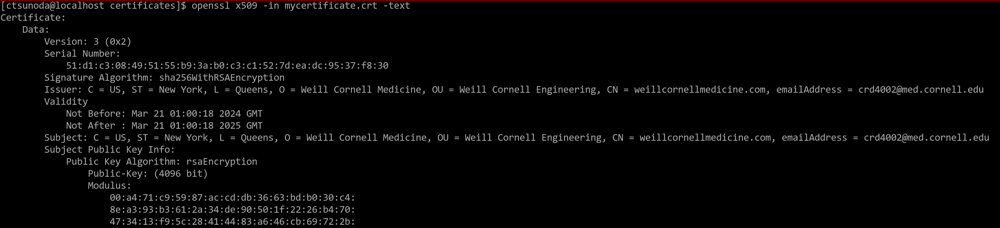 [ctsunoda@localhost certificates]$ openssl x509 -in mycertificate.crt -text
Certificate:
    Data:
        Version: 3 (0x2)
        Serial Number:
            51:d1:c3:08:49:51:55:b9:3a:b0:c3:c1:52:7d:ea:dc:95:37:f8:30
        Signature Algorithm: sha256WithRSAEncryption
        Issuer: C = US, ST = New York, L = Queens, O = Weill Cornell Medicine, OU = Weill Cornell Engineering, CN = weillcornellmedicine.com, emailAddress = crd4002@med.cornell.edu
        Validity
            Not Before: Mar 21 01:00:18 2024 GMT
            Not After : Mar 21 01:00:18 2025 GMT
        Subject: C = US, ST = New York, L = Queens, O = Weill Cornell Medicine, OU = Weill Cornell Engineering, CN = weillcornellmedicine.com, emailAddress = crd4002@med.cornell.edu
        Subject Public Key Info:
            Public Key Algorithm: rsaEncryption
                Public-Key: (4096 bit)
                Modulus:
                    00:a4:71:c9:59:87:ac:cd:db:36:63:bd:b0:30:c4:
                    8e:a3:93:b3:61:2a:34:de:90:50:1f:22:26:b4:70:
                    47:34:13:f9:5c:28:41:44:83:a6:46:cb:69:72:2b: